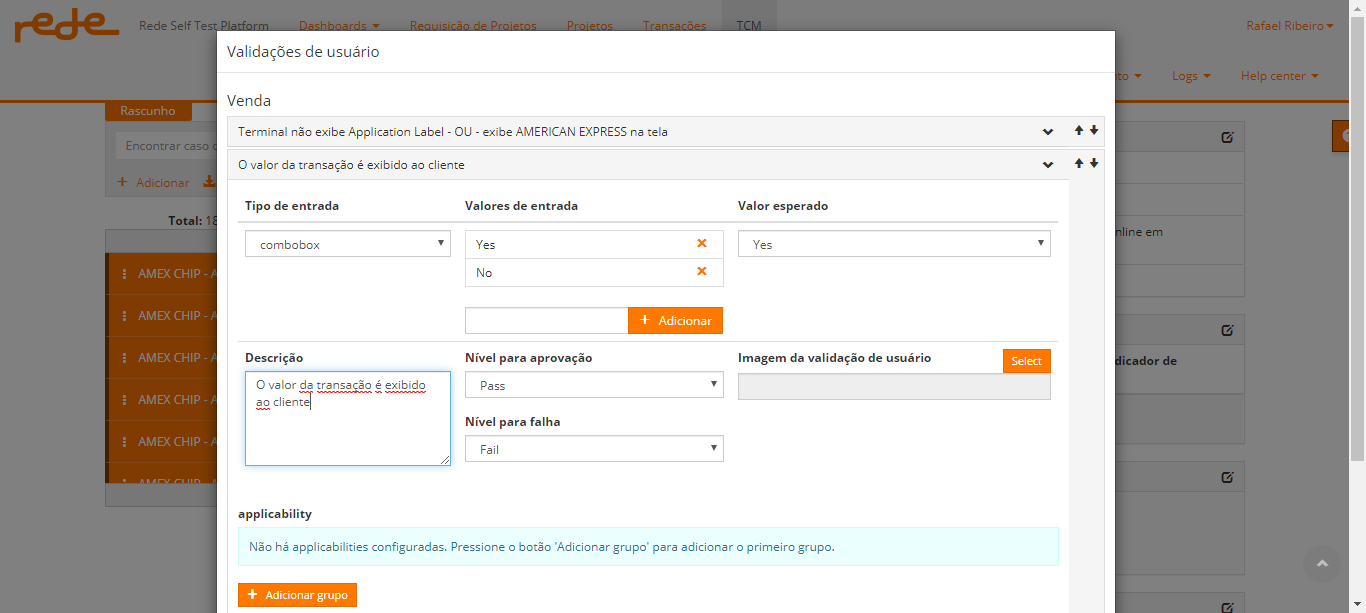 rede
Rede Self Test Platform
Dashboards
Requisição de Projetos
Projetos
Transações
TCM
Rafael Ribeiro
Logs
Help center
Rascunho
Encontrar caso
Adicionar
Total: 18
AMEX CHIP - A
AMEX CHIP - A
AMEX CHIP - A
AMEX CHIP - A
AMEX CHIP - A
AMEX CHIP - A
Validações de usuário
Venda
Terminal não exibe Application Label - OU - exibe AMERICAN EXPRESS na tela
O valor da transação é exibido ao cliente
Tipo de entrada
Valores de entrada
Valor esperado
combobox
Yes
Yes
No
+ Adicionar
Descrição
Nível para aprovação
Imagem da validação de usuário
Select
O valor da transação é exibido
ao cliente
Pass
Nível para falha
Fail
applicability
Não há applicabilities configuradas. Pressione o botão 'Adicionar grupo' para adicionar o primeiro grupo.
+ Adicionar grupo
nline em
dicador de